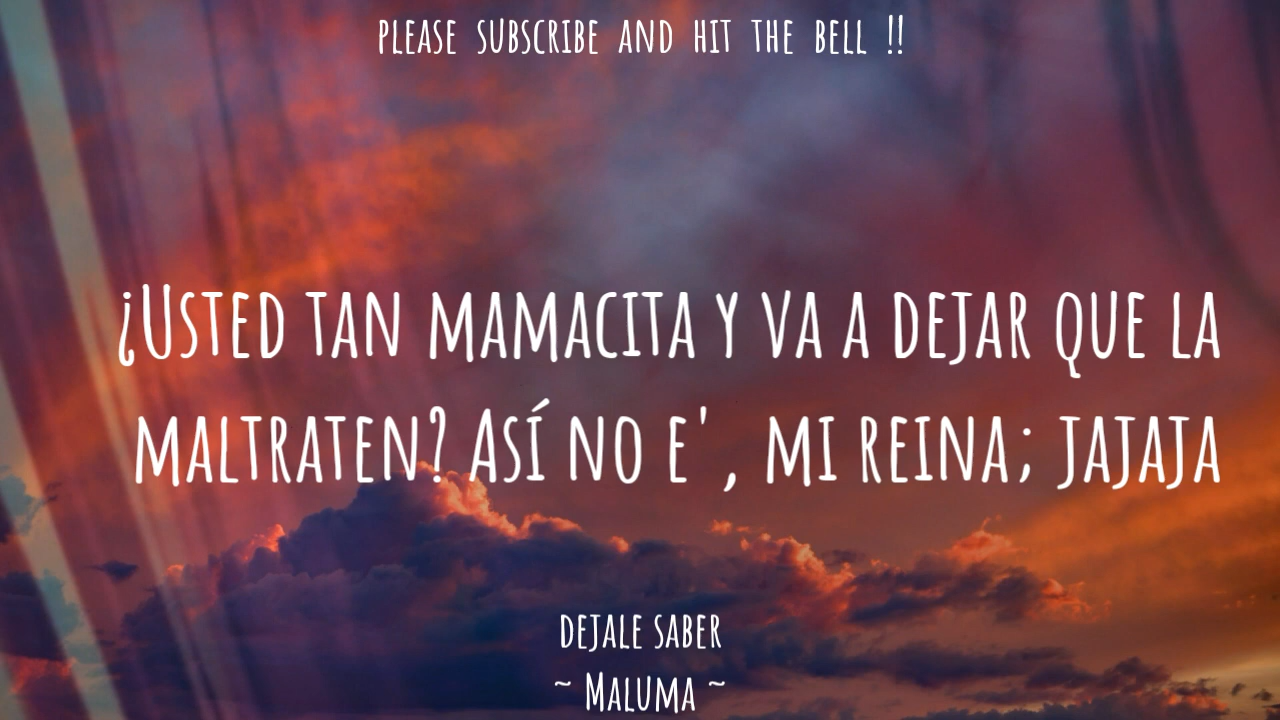 PLEASE SUBSCRIBE AND HIT THE BELL !!
¿USTED TAN MAMACITA Y VA A DEJAR QUE LA
MALTRATEN? ASÍ NO E', MI REINA; JAJAJA
DEJALE SABER
~ MALUMA ~